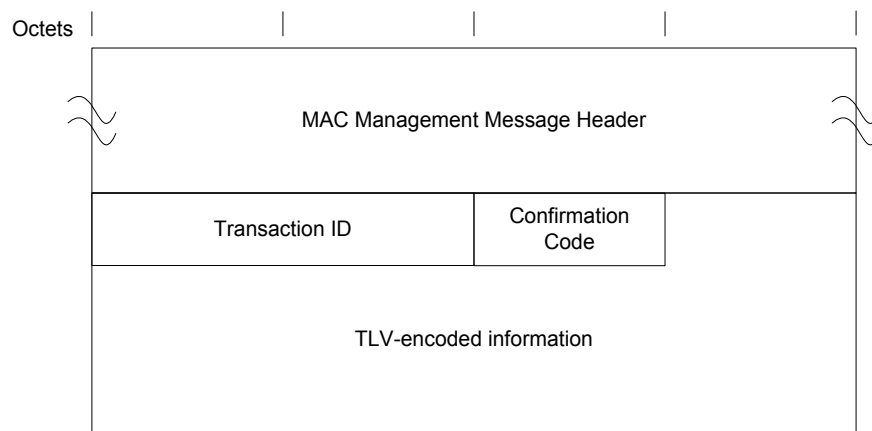 Octets
MAC Management Message Header
Transaction ID
Confirmation
Code
TLV-encoded information